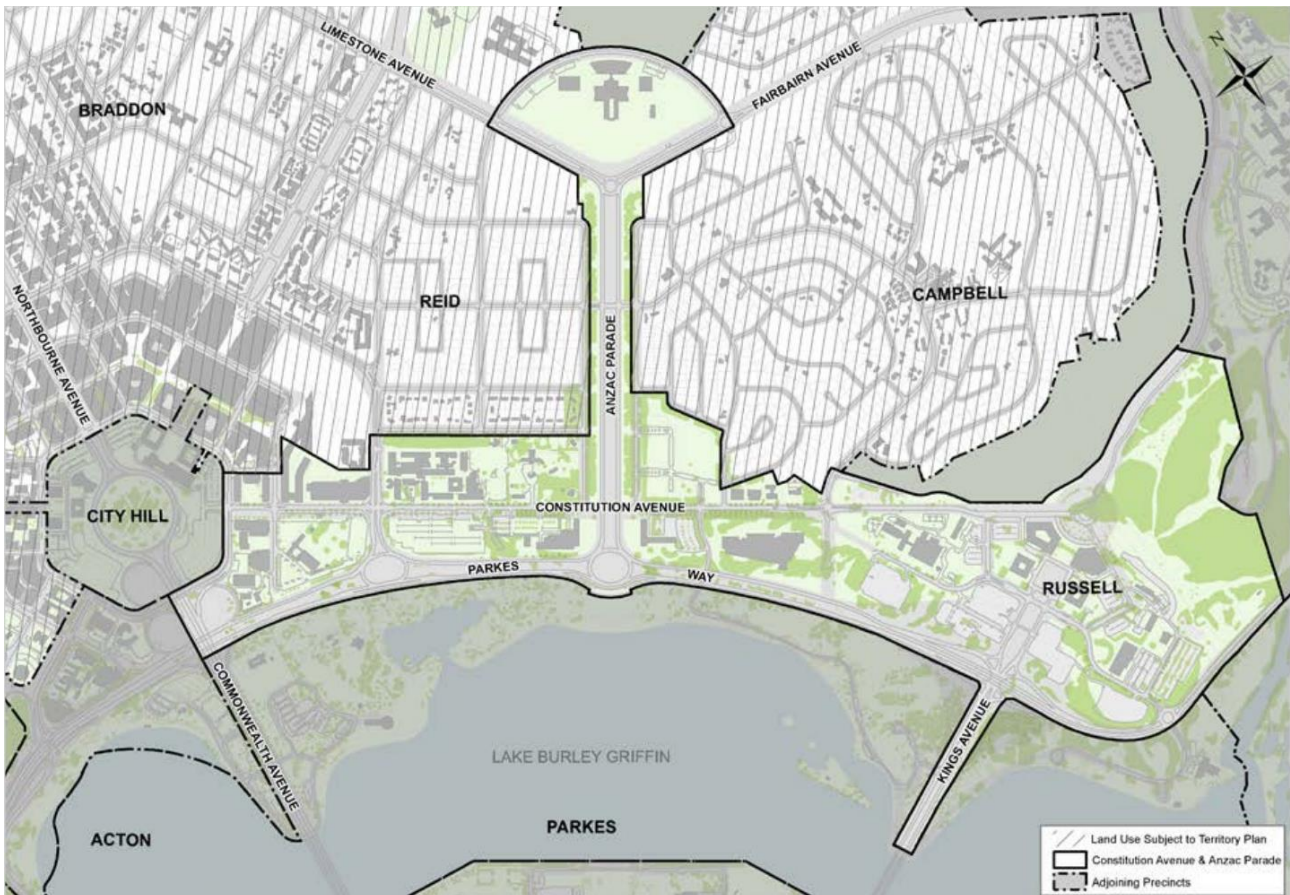 LIMESTONE AVENUE
FAIRBAIRN AVENUE
N
BRADDON
NORTHBOURNE AVENUE
REID
ANZAC PARADE
CAMPBELL
CITY HILL
CONSTITUTION AVENUE
PARKES
WAY
RUSSELL
COMMONWEALTH AVENUE
KINGS AVENUE
LAKE BURLEY GRIFFIN
ACTON
PARKES
Land Use Subject to Territory Plan
Constitution Avenue & Anzac Parade
Adjoining Precincts